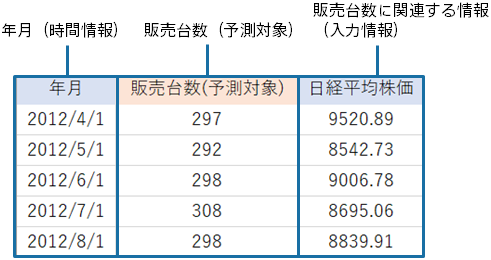 年月（時間情報） 販売台数（予測対象） 販売台数に関連する情報
（入力情報）
年月 販売台数(予測対象) 日経平均株価
2012/4/1 297 9520.89
2012/5/1 292 8542.73
2012/6/1 298 9006.78
2012/7/1 308 8695.06
2012/8/1 298 8839.91